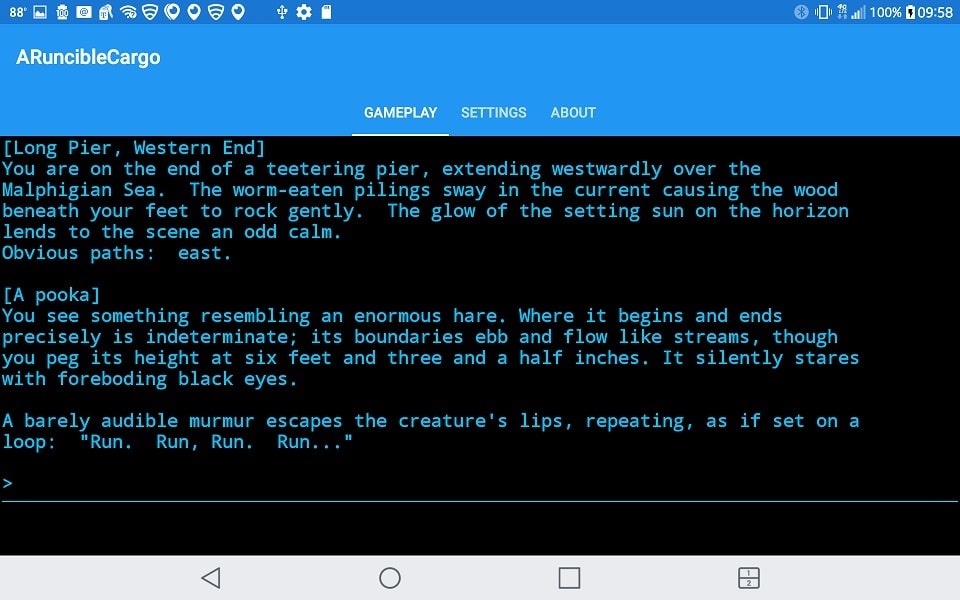 88°
100% 09:58
ARuncibleCargo
GAMEPLAY SETTINGS ABOUT
[Long Pier, Western End]
You are on the end of a teetering pier, extending westwardly over the
Malphigian Sea.  The worm-eaten pilings sway in the current causing the wood
beneath your feet to rock gently.  The glow of the setting sun on the horizon
lends to the scene an odd calm.
Obvious paths:  east.
[A pooka]
You see something resembling an enormous hare. Where it begins and ends
precisely is indeterminate; its boundaries ebb and flow like streams, though
you peg its height at six feet and three and a half inches. It silently stares
with foreboding black eyes.
A barely audible murmur escapes the creature's lips, repeating, as if set on a
loop:  "Run.  Run, Run.  Run..."
>
1
2